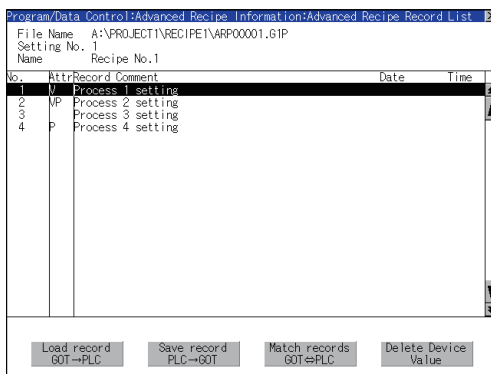 Program/Data Control:Advanced Recipe Information:Advanced Recipe Record List
File Name A:\PROJECT1\RECIPE1\ARP00001.G1P
Setting No. 1
Name Recipe No.1
No. Attr Record Comment Date Time
1 V Process 1 setting
2 VP Process 2 setting
3 Process 3 setting
4 P Process 4 setting
Load record Save record Match records Delete Device
GOT→PLC PLC→GOT GOT⇔PLC Value